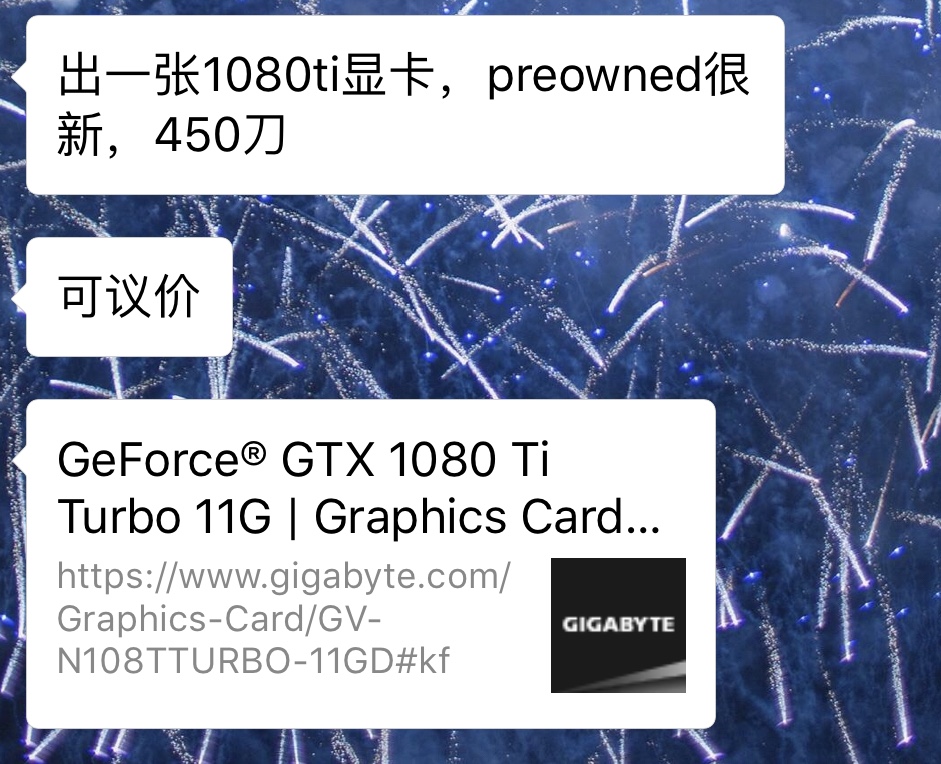 出一张1080ti显卡，preowned很
新，450刀
可议价
GeForce® GTX 1080 Ti
Turbo 11G | Graphics Card...
https://www.gigabyte.com/
Graphics-Card/GV-
N108TTURBO-11GD#kf
GIGABYTE